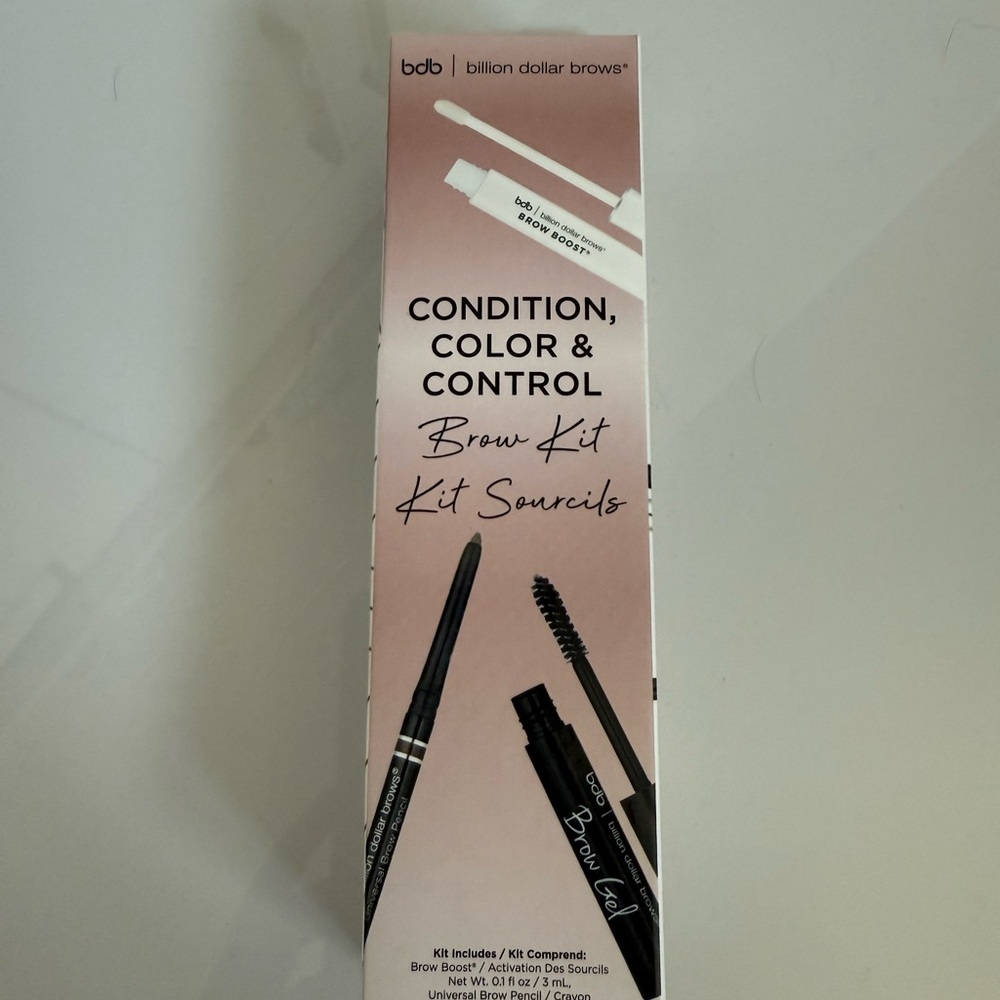 bdb | billion dollar brows®
bdb | billion dollar brows®
BROW BOOST®
CONDITION,
COLOR &
CONTROL
Brow Kit
Kit Sourcils
dollar brows®
Universal Brow Pencil
bdb | billion dollar brows
Brow Gel
Kit Includes / Kit Comprend:
Brow Boost® / Activation Des Sourcils
Net Wt. 0.1 fl oz / 3 mL,
Universal Brow Pencil / Crayon